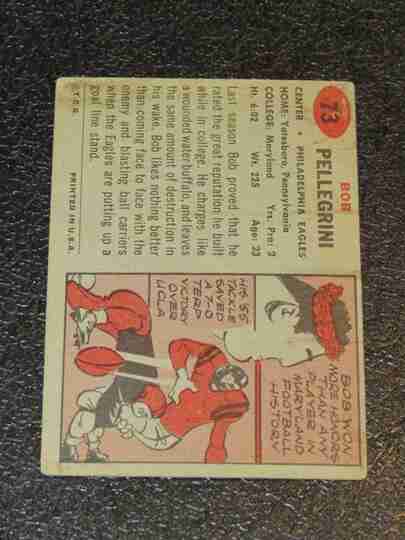 73
BOB
PELLEGRINI
CENTER • PHILADELPHIA EAGLES
HOME: Yatesboro, Pennsylvania
COLLEGE: Maryland Yrs. Pro: 2
Ht. 6:02 Wt. 225 Age: 23
Last season Bob proved that he
rated the great reputation he built
while in college. He charges like
a wounded water buffalo, and leaves
the same amount of destruction in
his wake. Bob likes nothing better
than coming face to face with the
enemy and blasting ball carriers
when the Eagles are putting up a
goal line stand.
T.C.G. PRINTED IN U.S.A.
BOB WON
MORE HONORS
THAN ANY
PLAYER IN
MARYLAND
FOOTBALL
HISTORY
HIS '55
TACKLE
SAVED
A 7-0
TERP
VICTORY
OVER
UCLA